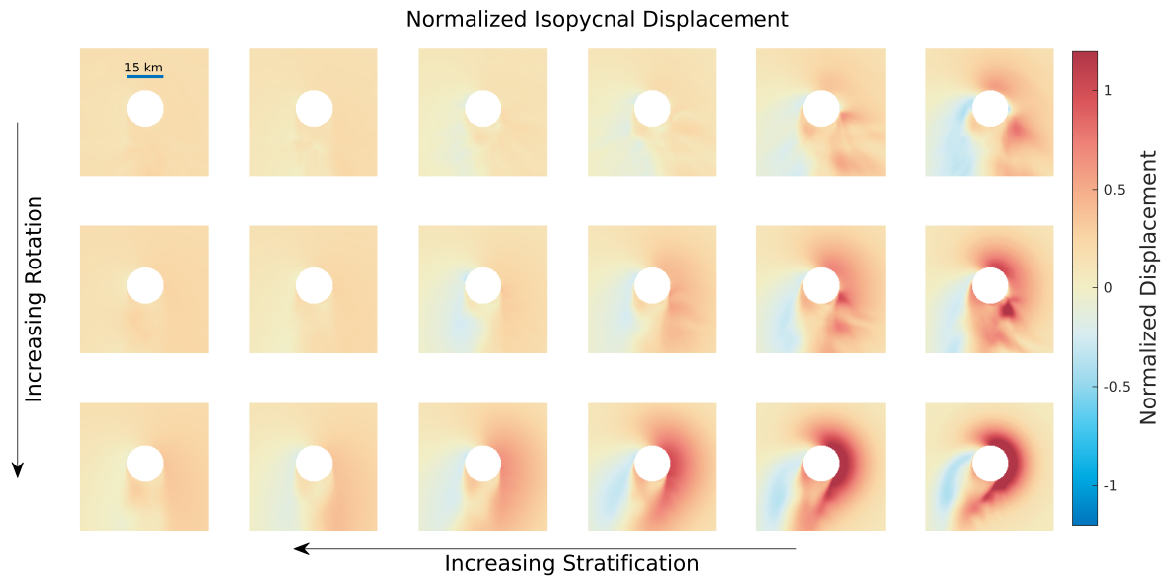 Normalized Isopycnal Displacement
15 km
Increasing Rotation
Increasing Stratification
1
0.5
0
-0.5
-1
Normalized Displacement